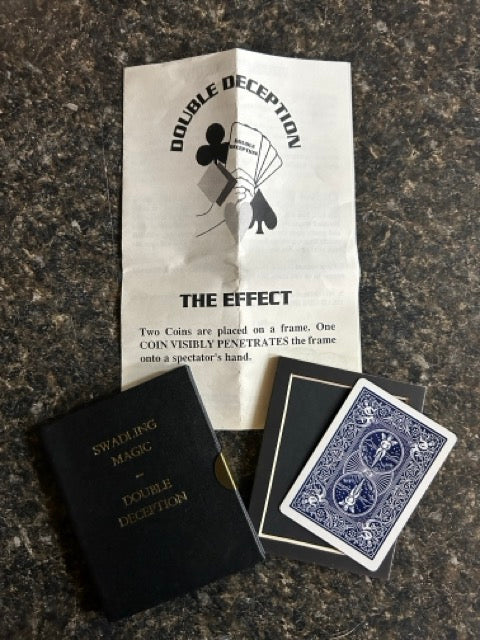 DOUBLE DECEPTION
DOUBLE
DECEPTION
THE EFFECT
Two Coins are placed on a frame. One
COIN VISIBLY PENETRATES the frame
onto a spectator's hand.
SWADLING
MAGIC
-
DOUBLE
DECEPTION